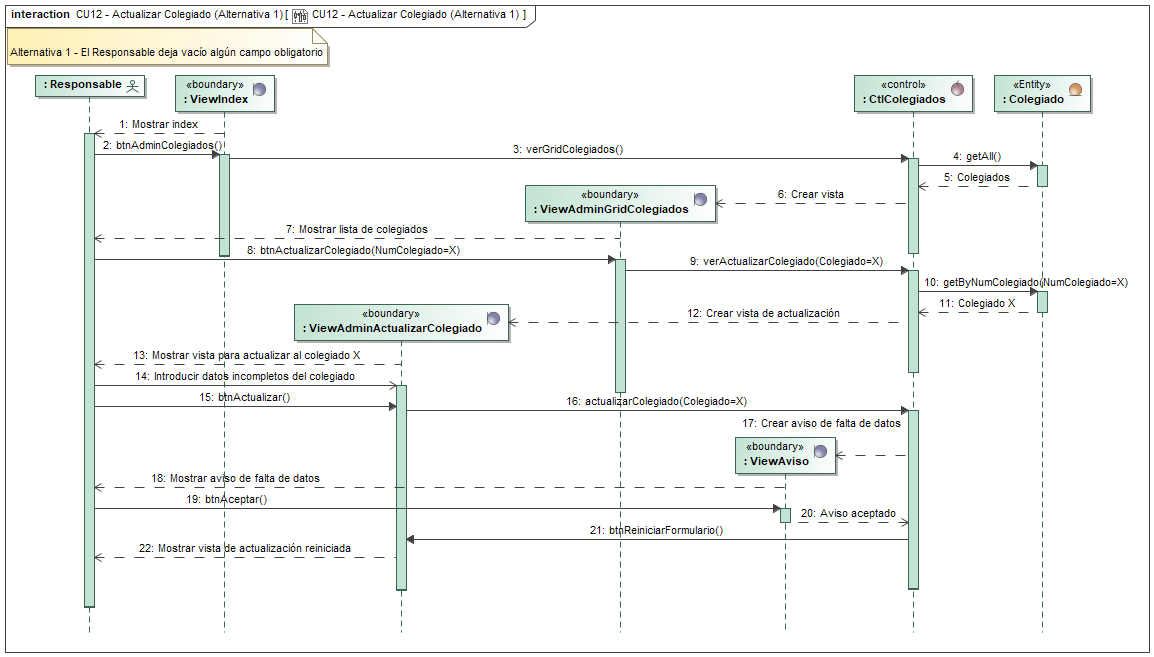 interaction CU12 - Actualizar Colegiado (Alternativa 1) [ CU12 - Actualizar Colegiado (Alternativa 1) ]
Alternativa 1 - El Responsable deja vacío algún campo obligatorio
: Responsable
«boundary»
: ViewIndex
«control»
: CtlColegiados
«Entity»
: Colegiado
1: Mostrar index
2: btnAdminColegiados()
3: verGridColegiados()
4: getAll()
5: Colegiados
6: Crear vista
«boundary»
: ViewAdminGridColegiados
7: Mostrar lista de colegiados
8: btnActualizarColegiado(NumColegiado=X)
9: verActualizarColegiado(Colegiado=X)
10: getByNumColegiado(NumColegiado=X)
11: Colegiado X
12: Crear vista de actualización
«boundary»
: ViewAdminActualizarColegiado
13: Mostrar vista para actualizar al colegiado X
14: Introducir datos incompletos del colegiado
15: btnActualizar()
16: actualizarColegiado(Colegiado=X)
17: Crear aviso de falta de datos
«boundary»
: ViewAviso
18: Mostrar aviso de falta de datos
19: btnAceptar()
20: Aviso aceptado
21: btnReiniciarFormulario()
22: Mostrar vista de actualización reiniciada